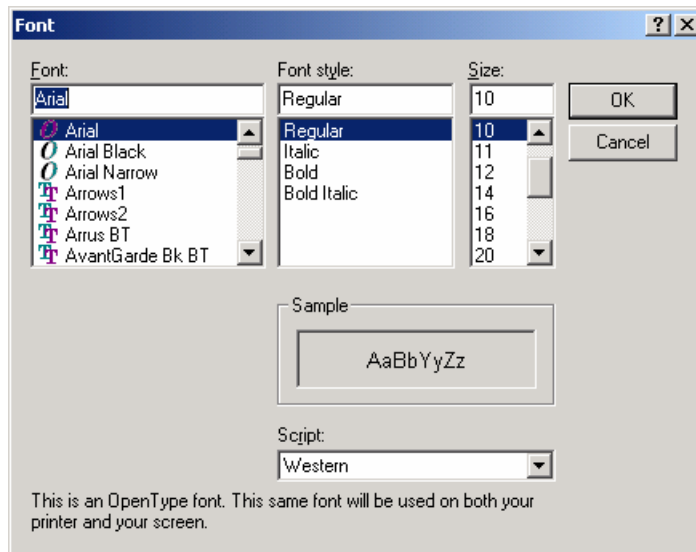 Font
Font:
Font style:
Size:
Arial
Regular
10
OK
Cancel
Arial
Arial Black
Arial Narrow
Arrows1
Arrows2
Arrus BT
AvantGarde Bk BT
Regular
Italic
Bold
Bold Italic
10
11
12
14
16
18
20
Sample
AaBbYyZz
Script:
Western
This is an OpenType font. This same font will be used on both your
printer and your screen.